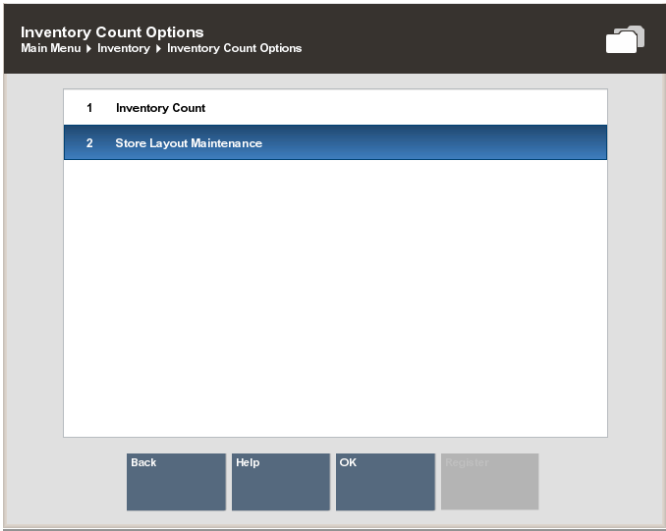 Inventory Count Options
Main Menu ▸ Inventory ▸ Inventory Count Options
1 Inventory Count
2 Store Layout Maintenance
Back Help OK Register